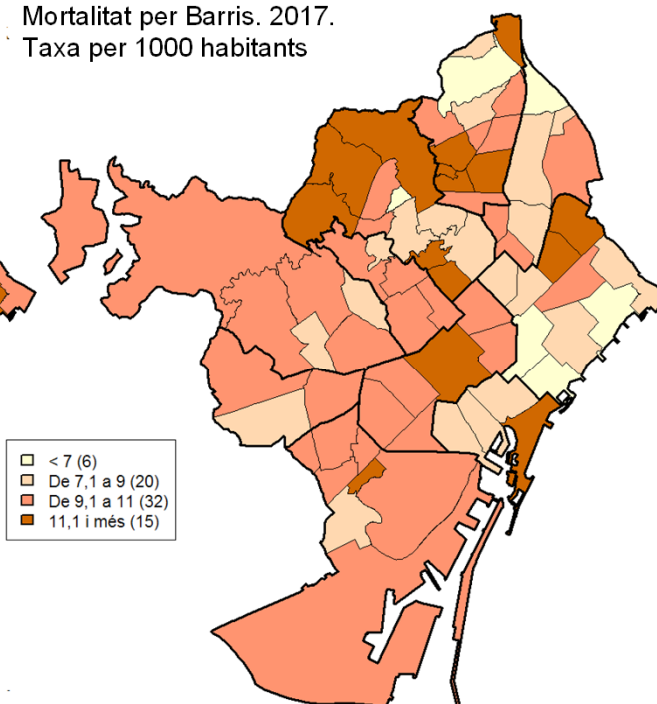 Mortalitat per Barris. 2017.
Taxa per 1000 habitants
< 7 (6)
De 7,1 a 9 (20)
De 9,1 a 11 (32)
11,1 i més (15)